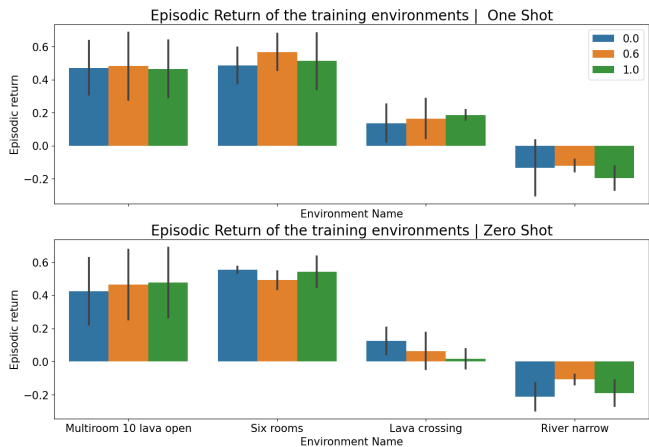 Episodic Return of the training environments | One Shot
0.6
0.4
0.2
0.0
−0.2
Episodic return
0.0
0.6
1.0
Environment Name
Episodic Return of the training environments | Zero Shot
0.6
0.4
0.2
0.0
−0.2
Episodic return
Multiroom 10 lava open
Six rooms
Lava crossing
River narrow
Environment Name